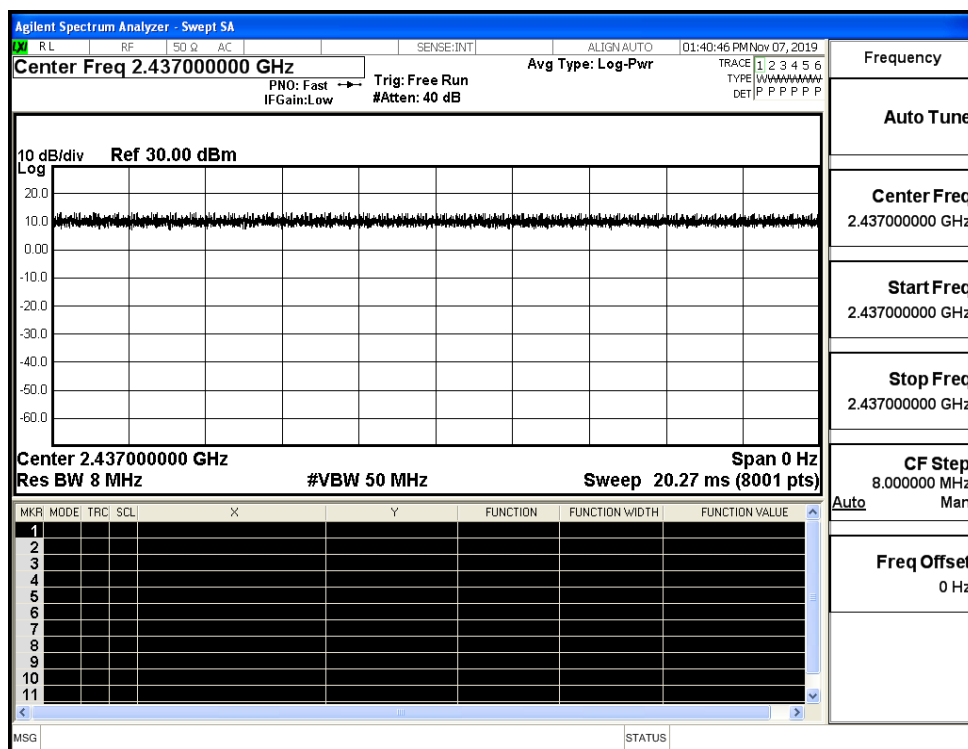 Agilent Spectrum Analyzer - Swept SA
LXI RL RF 50 Ω AC SENSE:INT ALIGN AUTO 01:40:46 PM Nov 07, 2019
Center Freq 2.437000000 GHz
PNO: Fast
IFGain:Low
Trig: Free Run
#Atten: 40 dB
Avg Type: Log-Pwr
TRACE 1 2 3 4 5 6
TYPE WWWWWW
DET P P P P P P
10 dB/div Ref 30.00 dBm
Log
20.0
10.0
0.00
-10.0
-20.0
-30.0
-40.0
-50.0
-60.0
Center 2.437000000 GHz Span 0 Hz
Res BW 8 MHz #VBW 50 MHz Sweep 20.27 ms (8001 pts)
MKR MODE TRC SCL X Y FUNCTION FUNCTION WIDTH FUNCTION VALUE
1
2
3
4
5
6
7
8
9
10
11
MSG STATUS
Frequency
Auto Tune
Center Freq
2.437000000 GHz
Start Freq
2.437000000 GHz
Stop Freq
2.437000000 GHz
CF Step
8.000000 MHz
Auto Man
Freq Offset
0 Hz